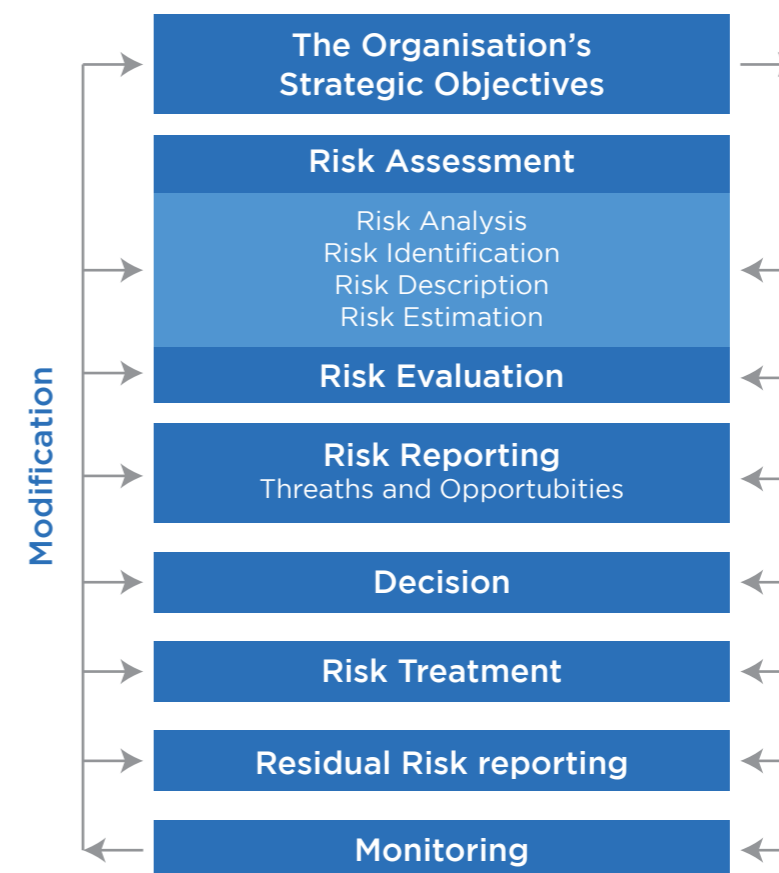 The Organisation's
Strategic Objectives
Risk Assessment
Risk Analysis
Risk Identification
Risk Description
Risk Estimation
Risk Evaluation
Risk Reporting
Threaths and Opportubities
Decision
Risk Treatment
Residual Risk reporting
Monitoring
Modification